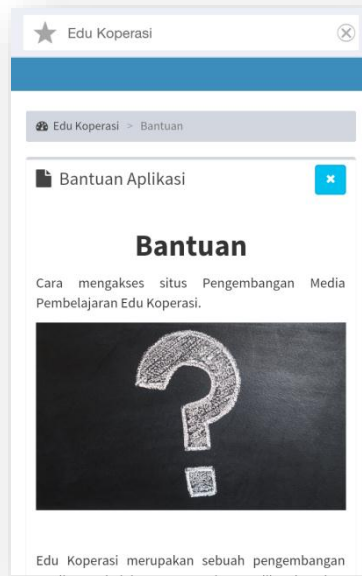 Edu Koperasi
Edu Koperasi > Bantuan
Bantuan Aplikasi
Bantuan
Cara mengakses situs Pengembangan Media
Pembelajaran Edu Koperasi.
Edu Koperasi merupakan sebuah pengembangan